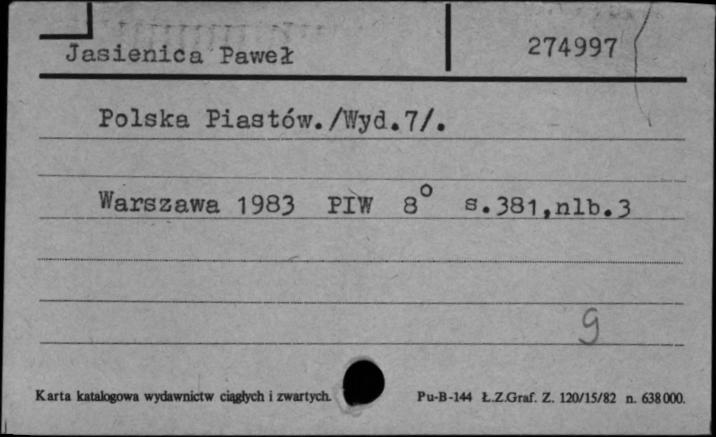 Jasienica Paweł 274997
Polska Piastów./Wyd.7/.
Warszawa 1983 PIW 8° s.381,nlb.3
9
Karta katalogowa wydawnictw ciągłych i zwartych. Pu-B-144 Ł.Z.Graf. Z. 120/15/82 n. 638000.